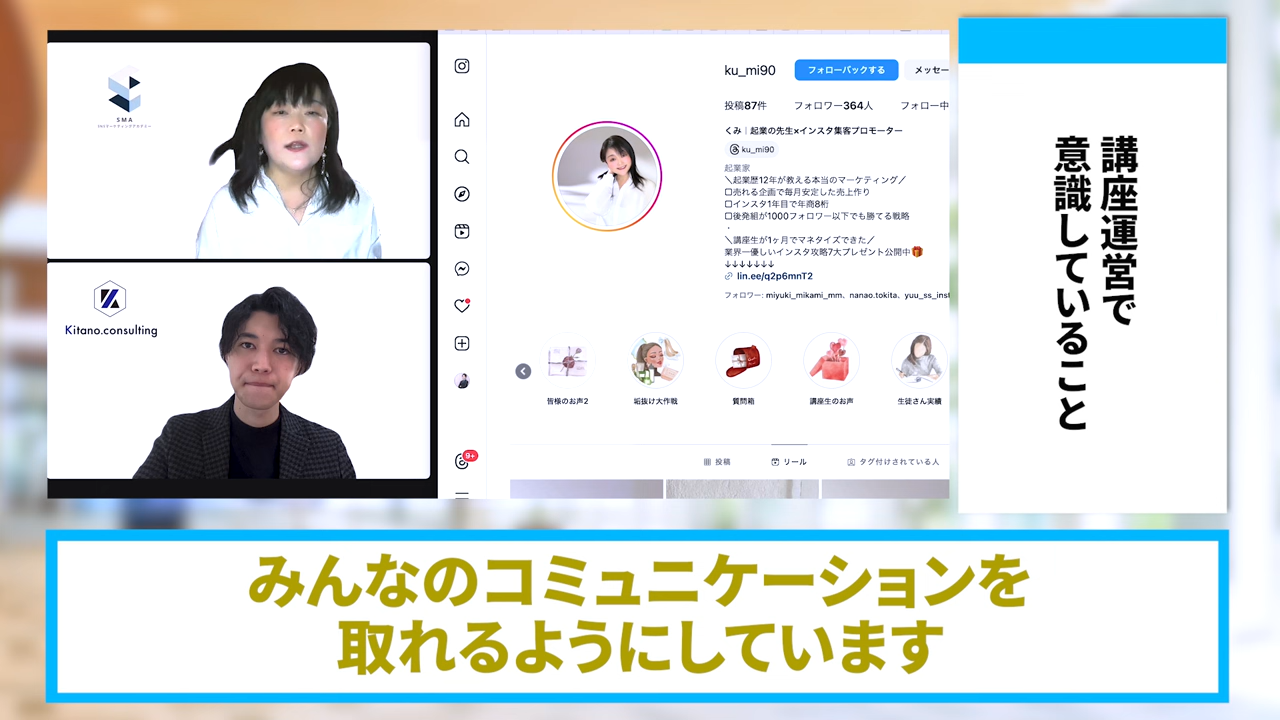 SMA
Kitano.consulting
ku_mi90
フォローバックする
メッセー
投稿87件
フォロワー364人
フォロー中
くみ｜起業の先生×インスタ集客プロモーター
ku_mi90
起業家
＼起業歴12年が教える本当のマーケティング／
☐売れる企画で毎月安定した売上作り
☐インスタ1年目で年商8桁
☐後発組が1000フォロワー以下でも勝てる戦略
・
＼講座生が1ヶ月でマネタイズできた／
業界一優しいインスタ攻略7大プレゼント公開中🎁
↓↓↓↓↓↓↓
lin.ee/q2p6mnT2
フォロワー: miyuki_mikami_mm、nanao.tokita、yuu_ss_inst
皆様のお声2
垢抜け大作戦
質問箱
講座生のお声
生徒さん実績
9+
投稿
リール
タグ付けされている人
講座運営で
意識していること
みんなのコミュニケーションを
取れるようにしています